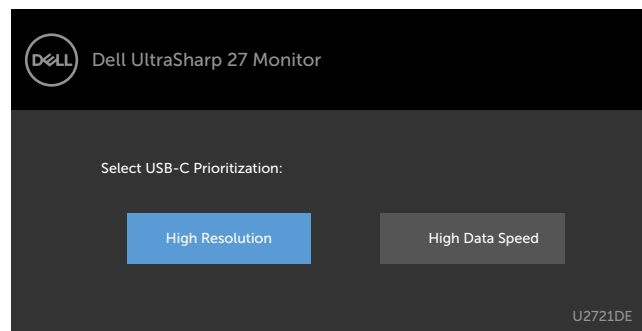 DELL
Dell UltraSharp 27 Monitor
Select USB-C Prioritization:
High Resolution
High Data Speed
U2721DE